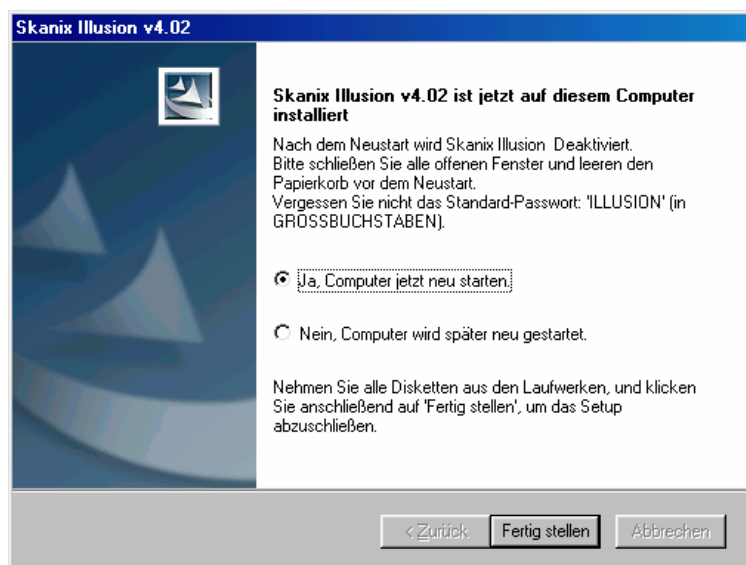 Skanix Illusion v4.02
Skanix Illusion v4.02 ist jetzt auf diesem Computer
installiert
Nach dem Neustart wird Skanix Illusion  Deaktiviert.
Bitte schließen Sie alle offenen Fenster und leeren den
Papierkorb vor dem Neustart.
Vergessen Sie nicht das Standard-Passwort: 'ILLUSION' (in
GROSSBUCHSTABEN).
Ja, Computer jetzt neu starten.
Nein, Computer wird später neu gestartet.
Nehmen Sie alle Disketten aus den Laufwerken, und klicken
Sie anschließend auf 'Fertig stellen', um das Setup
abzuschließen.
< Zurück Fertig stellen Abbrechen